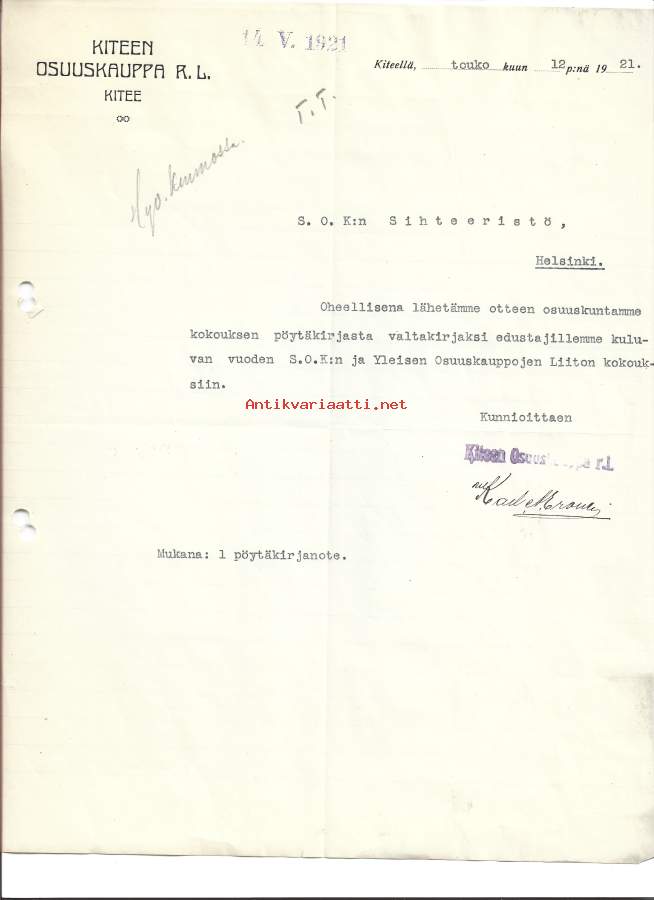 KITEEN
OSUUSKAUPPA R. L.
KITEE
14 V. 1921
Kiteellä, touko kuun 12 p:nä 19 21.
T.T.
S. O. K:n Sihteeristö,
Helsinki.
Oheellisena lähetämme otteen osuuskuntamme
kokouksen pöytäkirjasta valtakirjaksi edustajillemme kulu-
van vuoden S.O.K:n ja Yleisen Osuuskauppojen Liiton kokouk-
siin.
Antikvariaatti.net
Kunnioittaen
Kiteen Osuuskauppa r.l.
Mukana: 1 pöytäkirjanote.